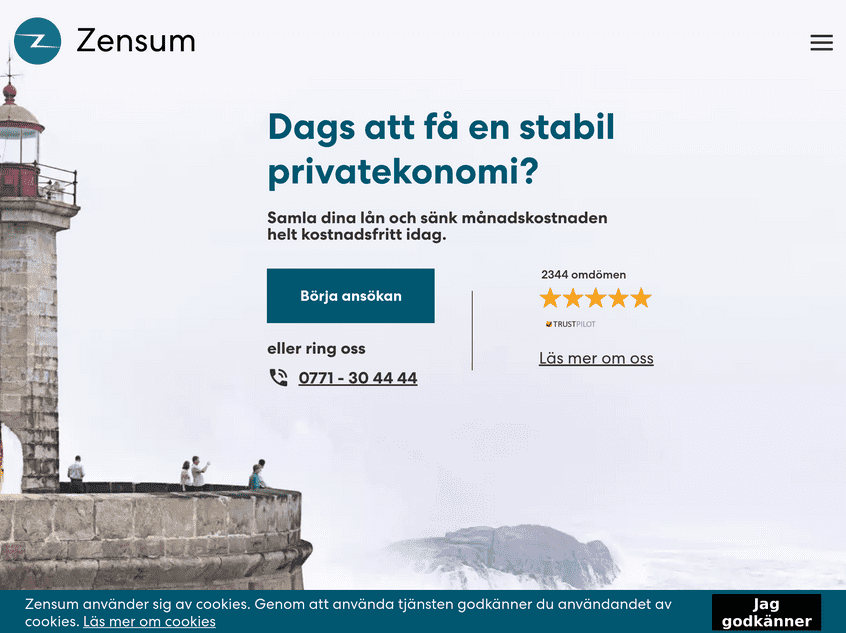 Zensum
Dags att få en stabil
privatekonomi?
Samla dina lån och sänk månadskostnaden
helt kostnadsfritt idag.
Börja ansökan
eller ring oss
0771 - 30 44 44
2344 omdömen
TRUSTPILOT
Läs mer om oss
Zensum använder sig av cookies. Genom att använda tjänsten godkänner du användandet av
cookies. Läs mer om cookies
Jag
godkänner